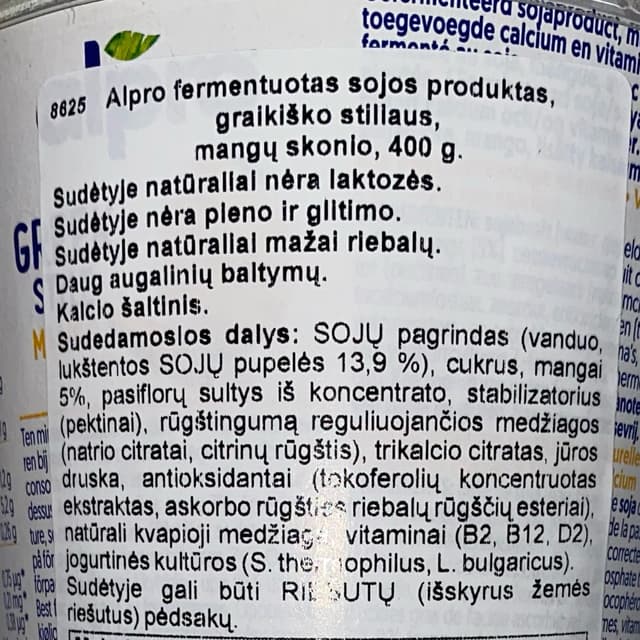 teerd sojaproduct, m
toegevoegde calcium en vitami
alpro
8625 Alpro fermentuotas sojos produktas,
graikiško stiliaus,
mangų skonio, 400 g.
Sudėtyje natūraliai nėra laktozės.
Sudėtyje nėra pieno ir glitimo.
Sudėtyje natūraliai mažai riebalų.
Daug augalinių baltymų.
Kalcio šaltinis.
Sudedamosios dalys: SOJŲ pagrindas (vanduo,
lukštentos SOJŲ pupelės 13,9 %), cukrus, mangai
5%, pasiflorų sultys iš koncentrato, stabilizatorius
(pektinai), rūgštingumą reguliuojančios medžiagos
(natrio citratai, citrinų rūgštis), trikalcio citratas, jūros
druska, antioksidantai (tokoferolių koncentruotas
ekstraktas, askorbo rūgšties riebalų rūgščių esteriai),
natūrali kvapioji medžiaga, vitaminai (B2, B12, D2),
jogurtinės kultūros (S. thermophilus, L. bulgaricus).
Sudėtyje gali būti RIEŠUTŲ (išskyrus žemės
riešutus) pėdsakų.